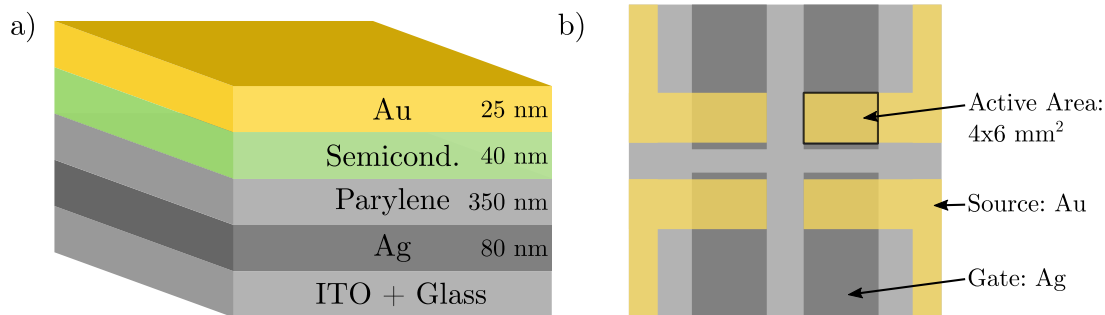 a)
Au 25 nm
Semicond. 40 nm
Parylene 350 nm
Ag 80 nm
ITO + Glass
b)
Active Area:
4x6 mm²
Source: Au
Gate: Ag